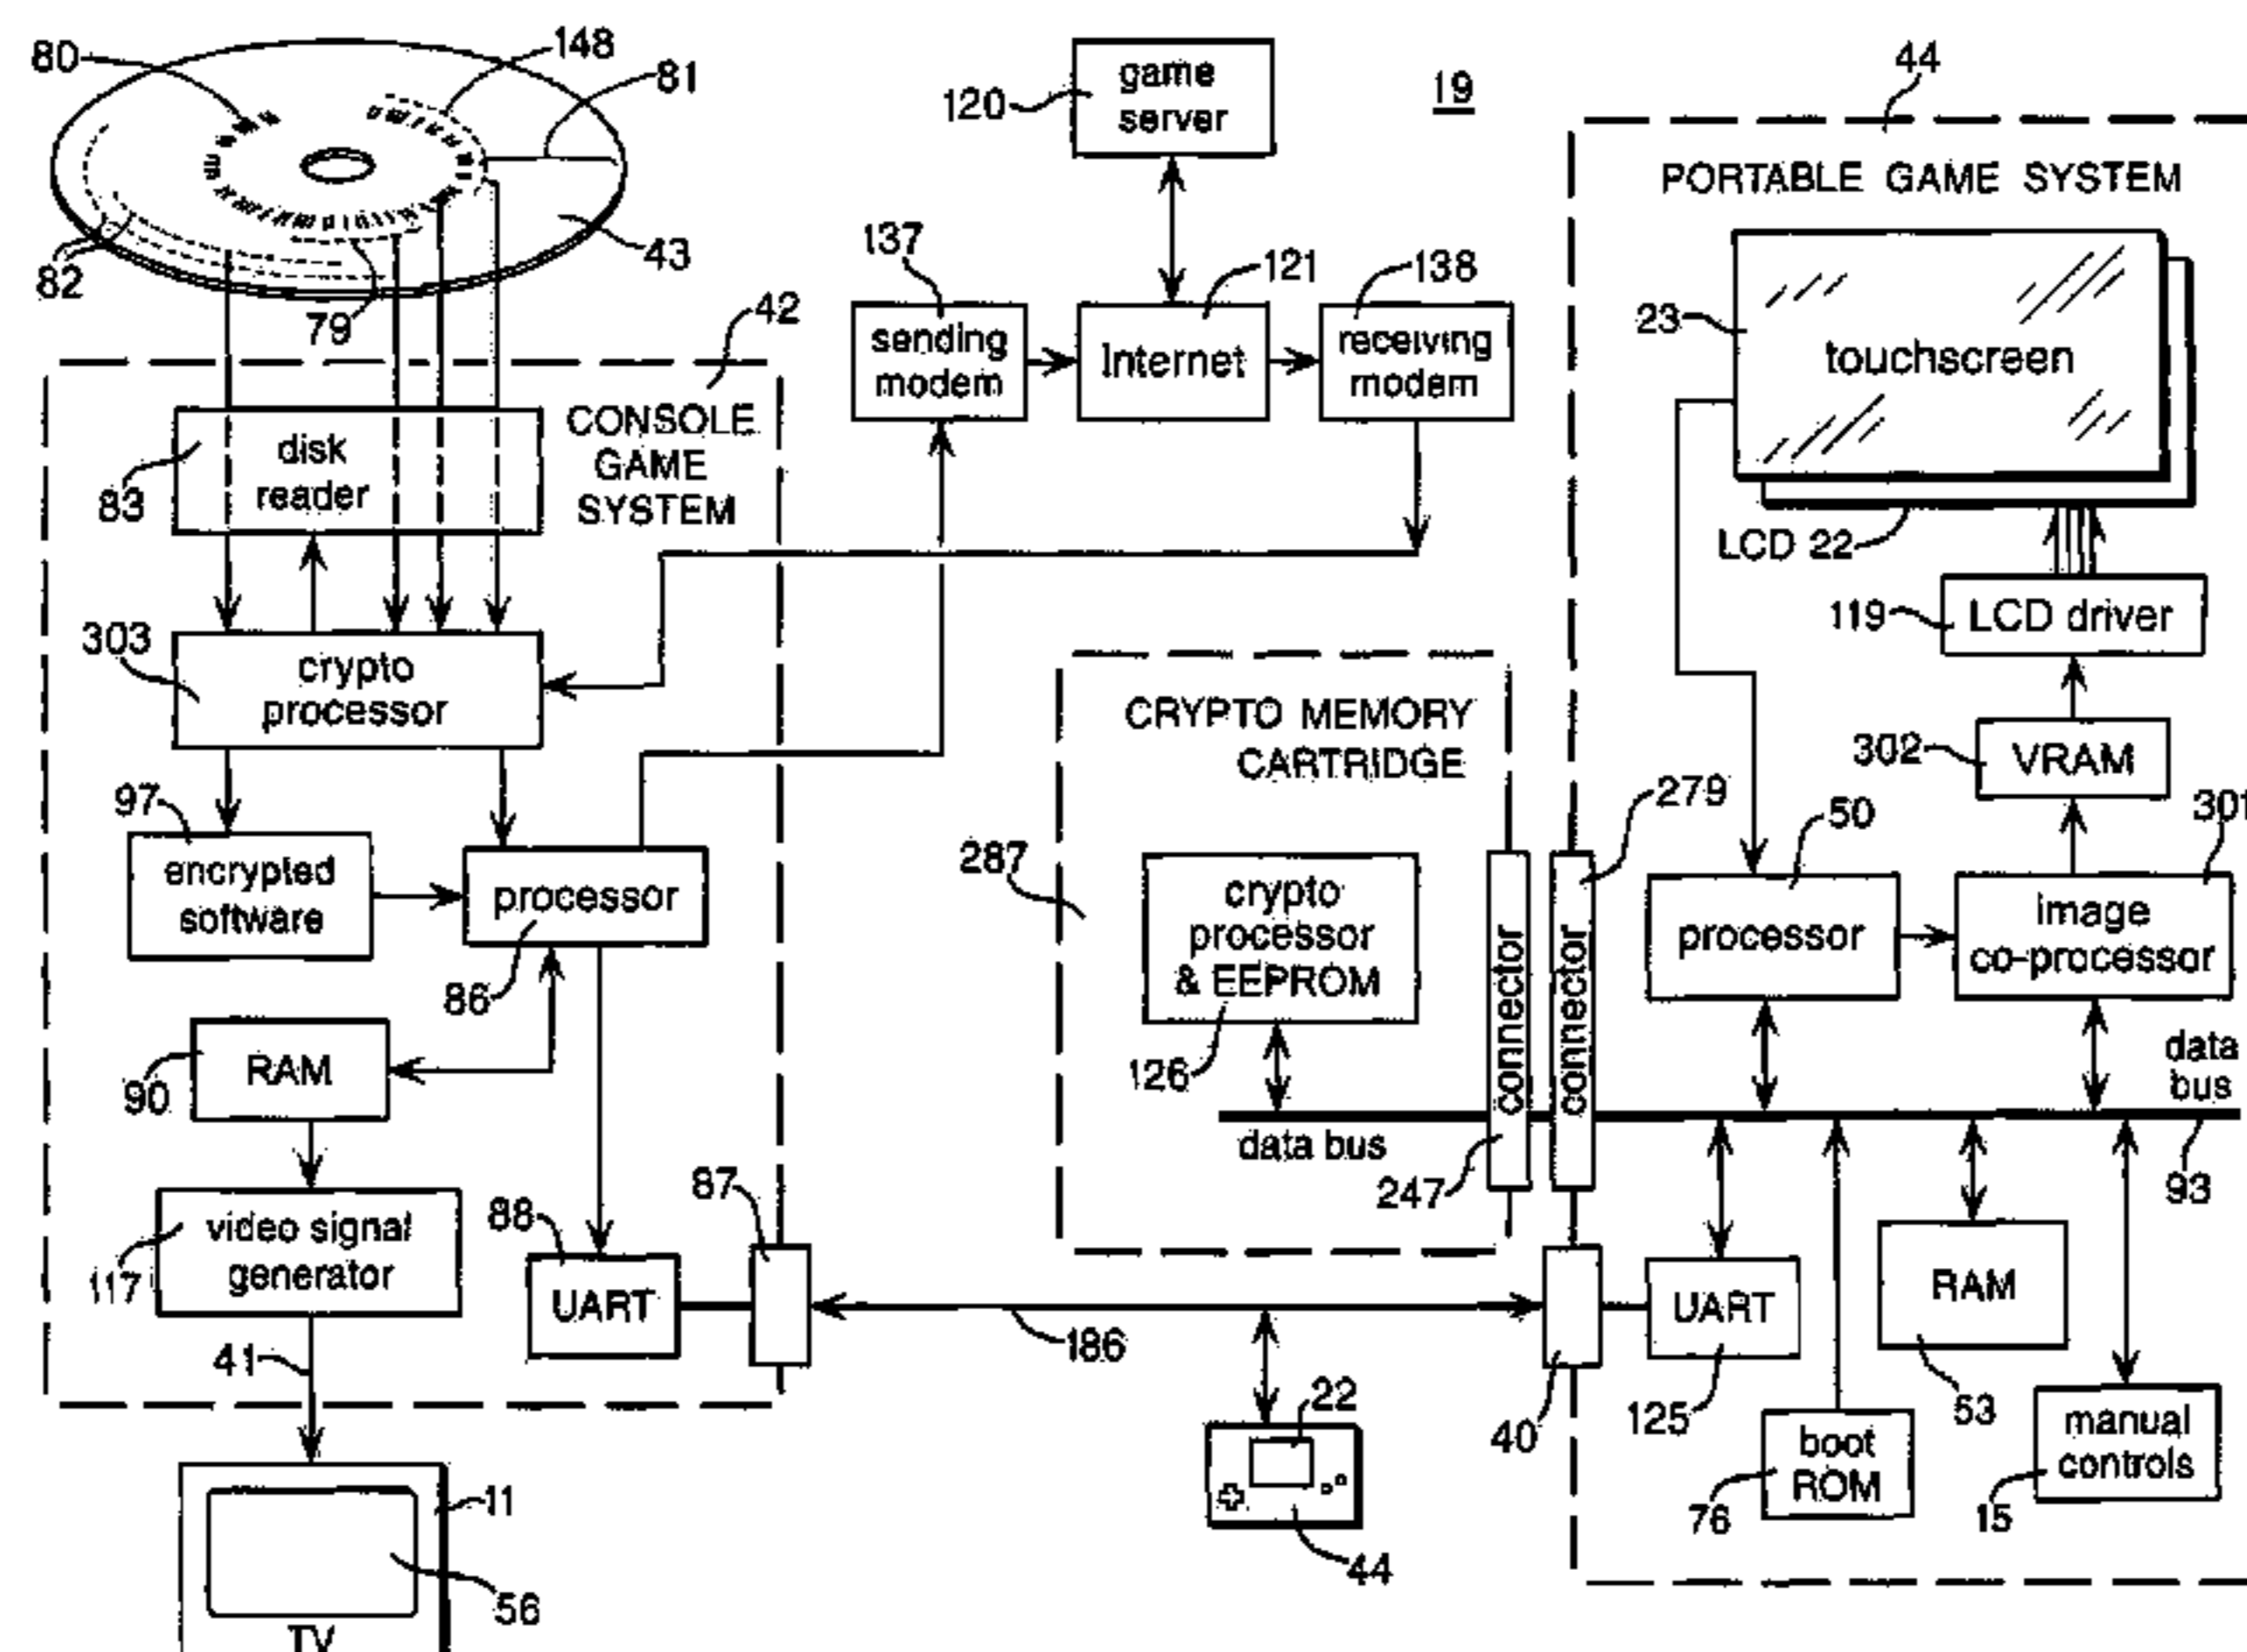 80
148
81
82
79
43
120
game
server
19
44
PORTABLE GAME SYSTEM
137
sending
modem
121
Internet
138
receiving
modem
23
touchscreen
LCD 22
119
LCD driver
302
VRAM
301
42
CONSOLE
GAME
SYSTEM
83
disk
reader
303
crypto
processor
97
encrypted
software
processor
86
90
RAM
117
video signal
generator
88
UART
87
41
11
56
TV
CRYPTO MEMORY
CARTRIDGE
287
crypto
processor
& EEPROM
126
data bus
connector
247
connector
279
50
processor
image
co-processor
data
bus
93
186
22
44
40
UART
125
boot
ROM
76
RAM
53
manual
controls
15